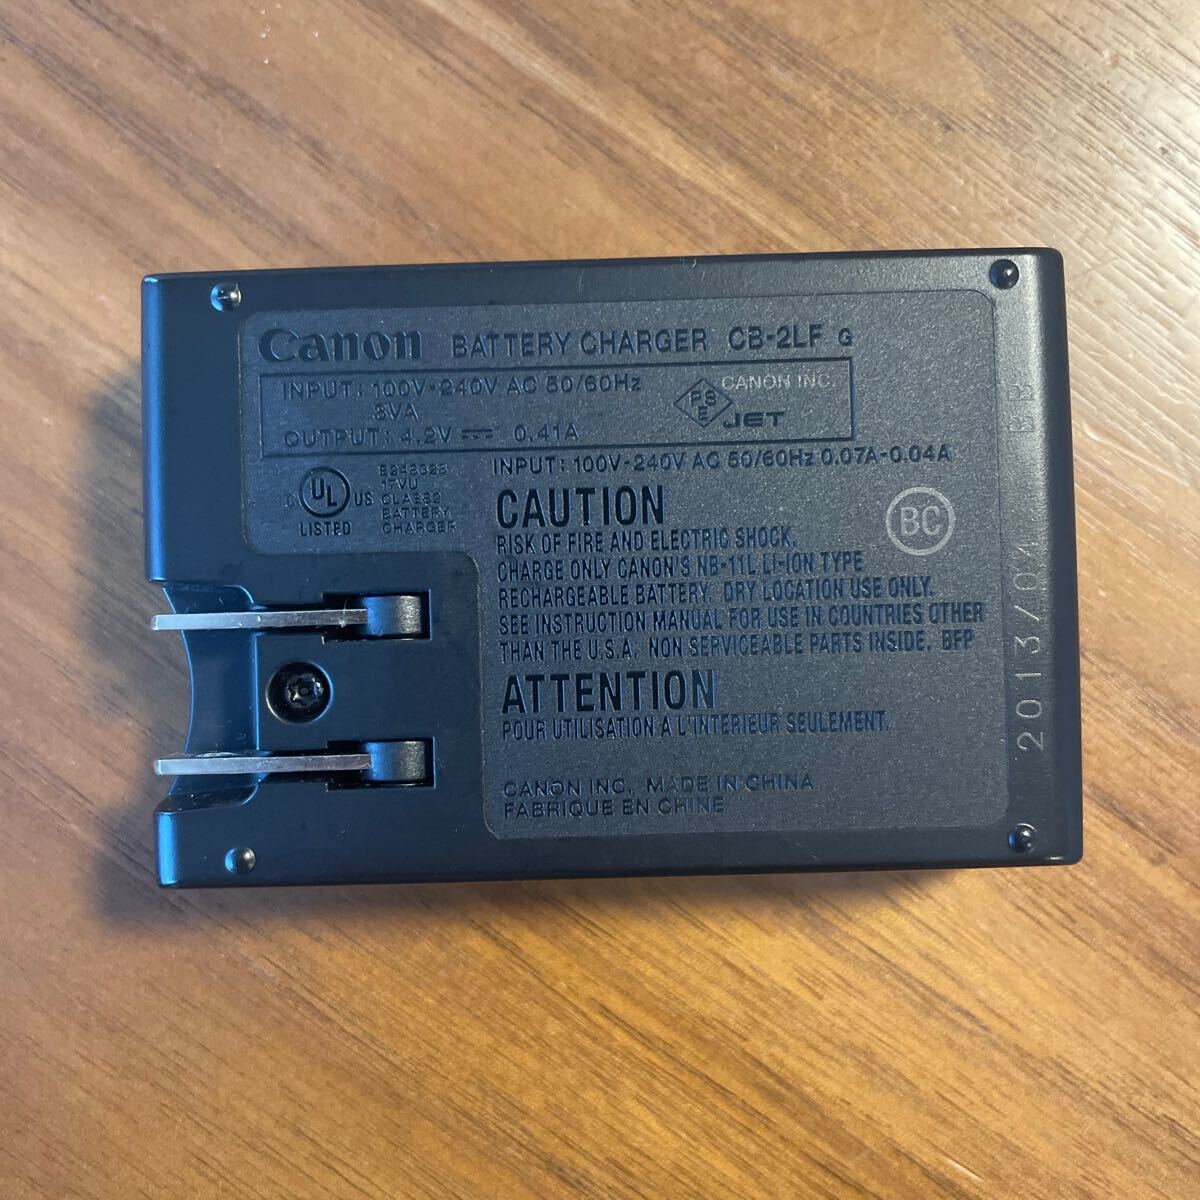 Canon BATTERY CHARGER CB-2LF G
INPUT: 100V-240V AC 50/60Hz
8VA
OUTPUT: 4.2V ⎓ 0.41A
PS
E
CANON INC.
JET
INPUT: 100V-240V AC 50/60Hz 0.07A-0.04A
UL
US
LISTED
17VU
CLASS2
BATTERY
CHARGER
CAUTION
RISK OF FIRE AND ELECTRIC SHOCK.
CHARGE ONLY CANON'S NB-11L LI-ION TYPE
RECHARGEABLE BATTERY. DRY LOCATION USE ONLY.
SEE INSTRUCTION MANUAL FOR USE IN COUNTRIES OTHER
THAN THE U.S.A. NON SERVICEABLE PARTS INSIDE. BFP
BC
ATTENTION
POUR UTILISATION A L'INTERIEUR SEULEMENT.
CANON INC. MADE IN CHINA
FABRIQUE EN CHINE
2013/04